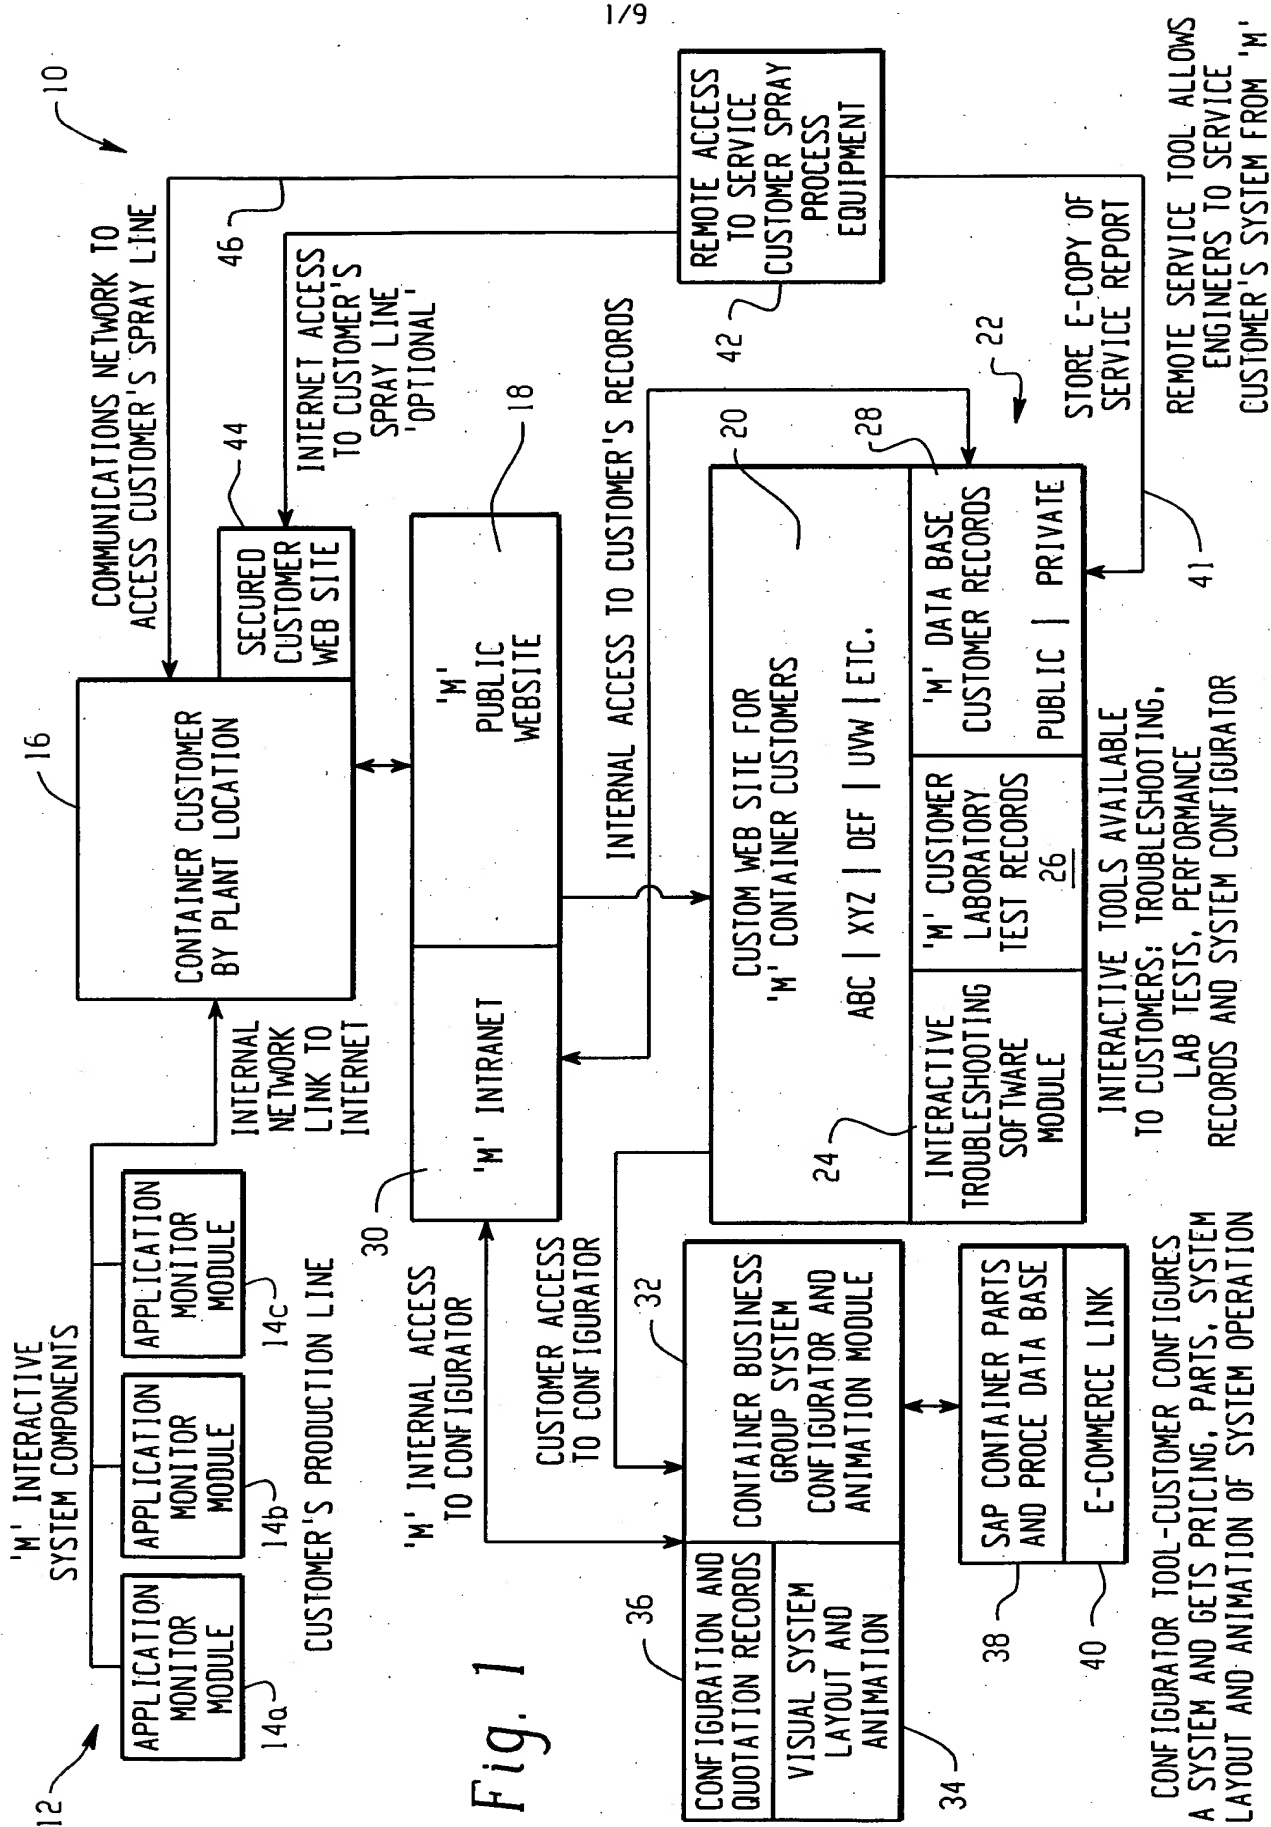 1/9
10
'M' INTERACTIVE
SYSTEM COMPONENTS
12
APPLICATION
MONITOR
MODULE
14a
APPLICATION
MONITOR
MODULE
14b
APPLICATION
MONITOR
MODULE
14c
CUSTOMER'S PRODUCTION LINE
INTERNAL
NETWORK
LINK TO
INTERNET
16
CONTAINER CUSTOMER
BY PLANT LOCATION
COMMUNICATIONS NETWORK TO
ACCESS CUSTOMER'S SPRAY LINE
46
SECURED
CUSTOMER
WEB SITE
44
INTERNET ACCESS
TO CUSTOMER'S
SPRAY LINE
'OPTIONAL'
Fig. 1
30
'M' INTRANET
'M'
PUBLIC
WEBSITE
18
'M' INTERNAL ACCESS
TO CONFIGURATOR
CUSTOMER ACCESS
TO CONFIGURATOR
INTERNAL ACCESS TO CUSTOMER'S RECORDS
REMOTE ACCESS
TO SERVICE
CUSTOMER SPRAY
PROCESS
EQUIPMENT
42
36
CONFIGURATION AND
QUOTATION RECORDS
VISUAL SYSTEM
LAYOUT AND
ANIMATION
34
32
CONTAINER BUSINESS
GROUP SYSTEM
CONFIGURATOR AND
ANIMATION MODULE
CUSTOM WEB SITE FOR
'M' CONTAINER CUSTOMERS
ABC | XYZ | DEF | UVW | ETC.
20
24
INTERACTIVE
TROUBLESHOOTING
SOFTWARE
MODULE
'M' CUSTOMER
LABORATORY
TEST RECORDS
26
'M' DATA BASE
CUSTOMER RECORDS
PUBLIC | PRIVATE
28
22
STORE E-COPY OF
SERVICE REPORT
41
38
SAP CONTAINER PARTS
AND PROCE DATA BASE
40
E-COMMERCE LINK
INTERACTIVE TOOLS AVAILABLE
TO CUSTOMERS: TROUBLESHOOTING,
LAB TESTS, PERFORMANCE
RECORDS AND SYSTEM CONFIGURATOR
CONFIGURATOR TOOL-CUSTOMER CONFIGURES
A SYSTEM AND GETS PRICING, PARTS, SYSTEM
LAYOUT AND ANIMATION OF SYSTEM OPERATION
REMOTE SERVICE TOOL ALLOWS
ENGINEERS TO SERVICE
CUSTOMER'S SYSTEM FROM 'M'